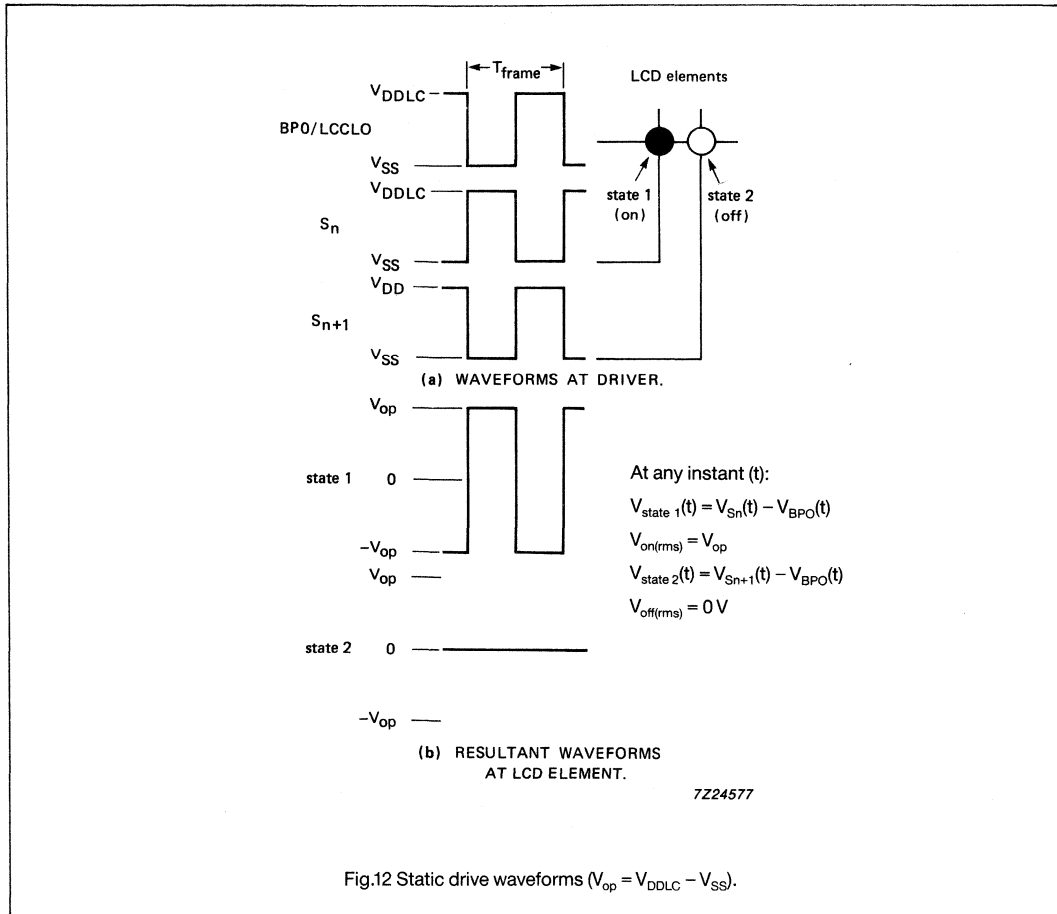 T_frame
LCD elements
V_DDLC
BP0/LCCLO
V_SS
V_DDLC
state 1
(on)
state 2
(off)
S_n
V_SS
V_DD
S_n+1
V_SS
(a) WAVEFORMS AT DRIVER.
V_op
state 1 0
-V_op
At any instant (t):
V_state 1(t) = V_Sn(t) − V_BPO(t)
V_on(rms) = V_op
V_state 2(t) = V_Sn+1(t) − V_BPO(t)
V_off(rms) = 0 V
V_op
state 2 0
-V_op
(b) RESULTANT WAVEFORMS
AT LCD ELEMENT.
7Z24577
Fig.12 Static drive waveforms (V_op = V_DDLC − V_SS).